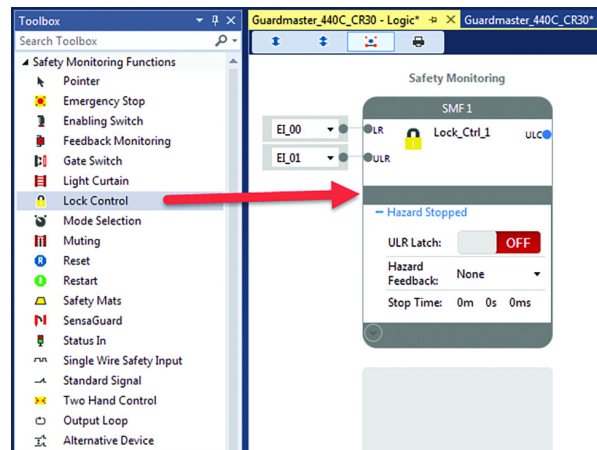 Toolbox
Search Toolbox
Safety Monitoring Functions
Pointer
Emergency Stop
Enabling Switch
Feedback Monitoring
Gate Switch
Light Curtain
Lock Control
Mode Selection
Muting
Reset
Restart
Safety Mats
SensaGuard
Status In
Single Wire Safety Input
Standard Signal
Two Hand Control
Output Loop
Alternative Device
Guardmaster_440C_CR30 - Logic* Guardmaster_440C_CR30*
Safety Monitoring
SMF 1
EI_00 LR Lock_Ctrl_1 ULC
EI_01 ULR
Hazard Stopped
ULR Latch: OFF
Hazard
Feedback: None
Stop Time: 0m 0s 0ms